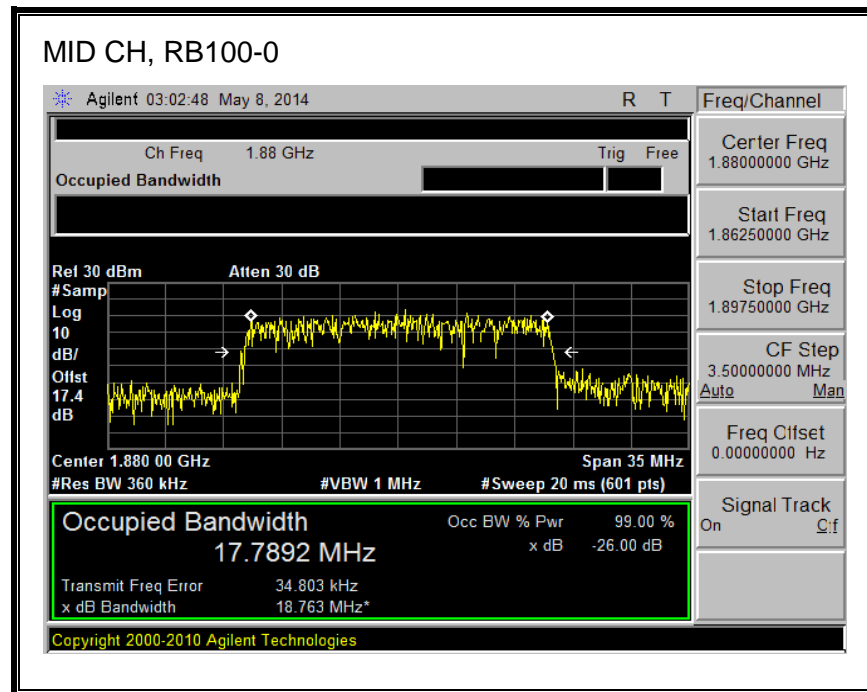 MID CH, RB100-0
Agilent 03:02:48 May 8, 2014 R T
Freq/Channel
Ch Freq 1.88 GHz Trig Free
Occupied Bandwidth
Center Freq
1.88000000 GHz
Start Freq
1.86250000 GHz
Stop Freq
1.89750000 GHz
CF Step
3.50000000 MHz
Auto Man
Freq Offset
0.00000000 Hz
Signal Track
On Off
Ref 30 dBm Atten 30 dB
#Samp
Log
10
dB/
Offst
17.4
dB
Center 1.880 00 GHz Span 35 MHz
#Res BW 360 kHz #VBW 1 MHz #Sweep 20 ms (601 pts)
Occupied Bandwidth
17.7892 MHz
Occ BW % Pwr 99.00 %
x dB -26.00 dB
Transmit Freq Error 34.803 kHz
x dB Bandwidth 18.763 MHz*
Copyright 2000-2010 Agilent Technologies